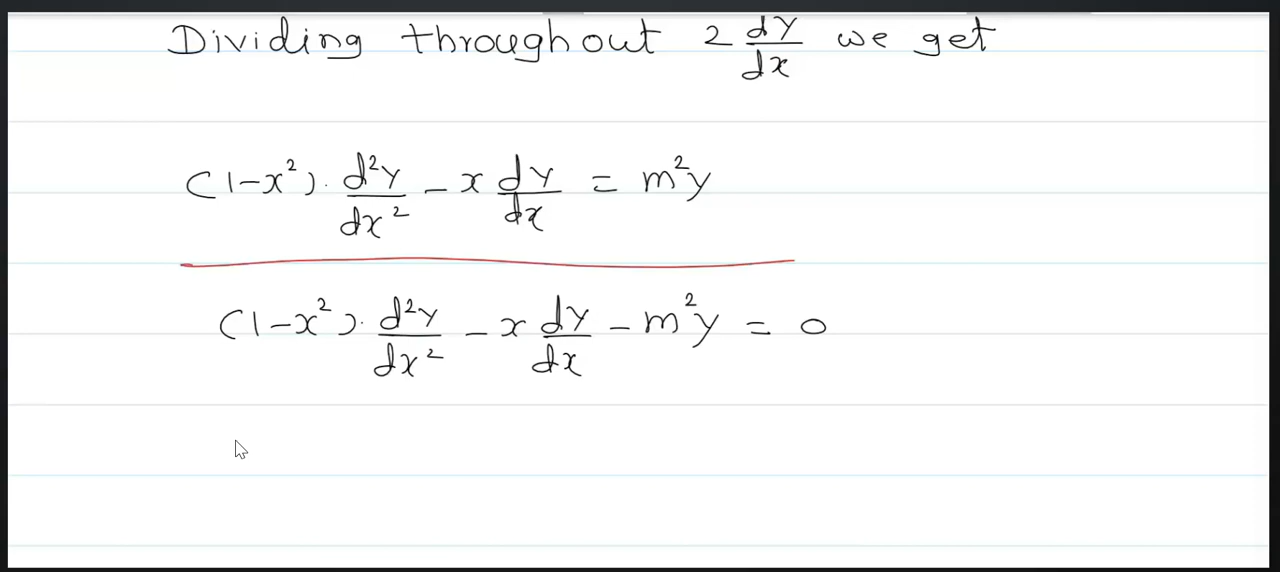 Dividing throughout 2 dy/dx we get
(1-x²). d²y/dx² - x dy/dx = m²y
(1-x²). d²y/dx² - x dy/dx - m²y = 0